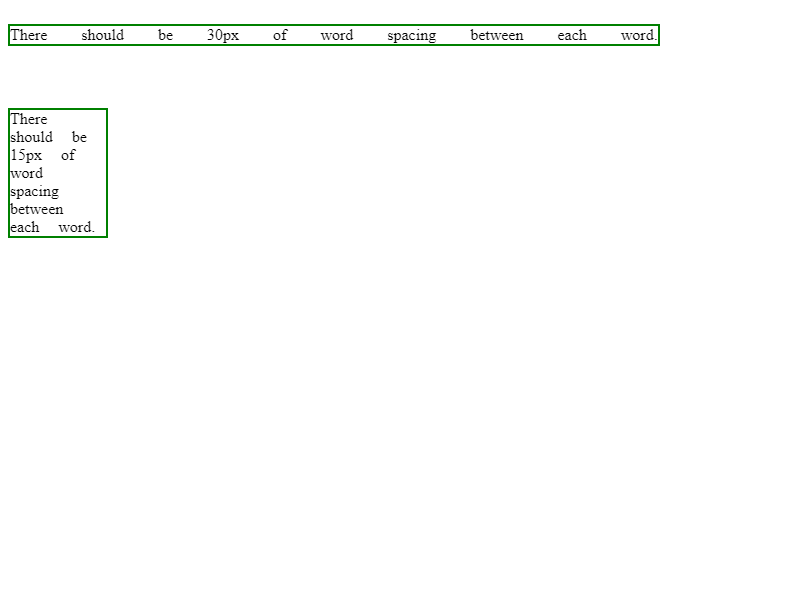 There should be 30px of word spacing between each word.
There
should be
15px of
word
spacing
between
each word.